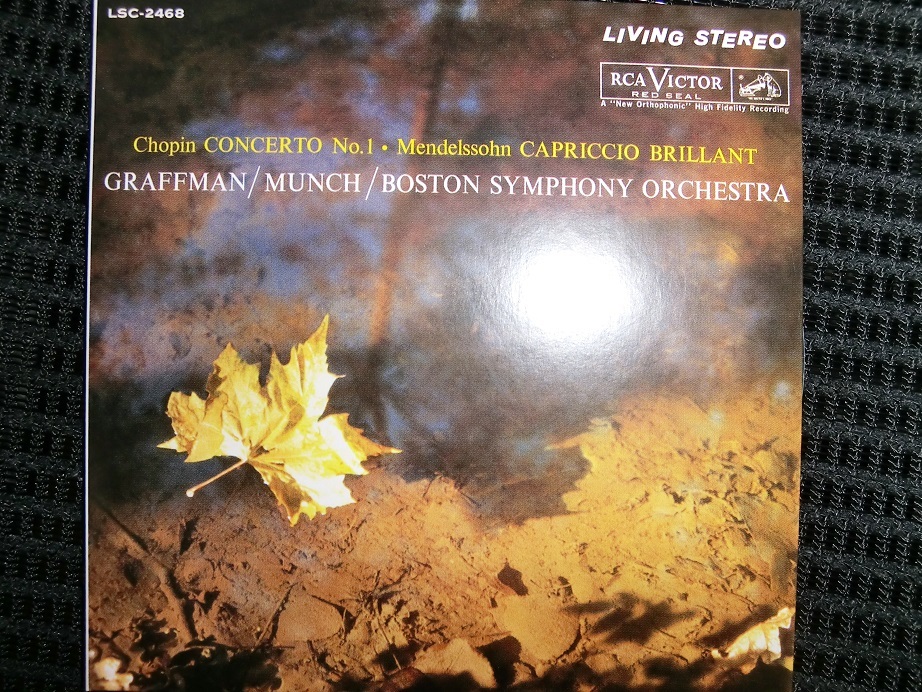 LSC-2468
LIVING STEREO
RCA VICTOR
RED SEAL
A "New Orthophonic" High Fidelity Recording
Chopin CONCERTO No.1 • Mendelssohn CAPRICCIO BRILLANT
GRAFFMAN/MUNCH/BOSTON SYMPHONY ORCHESTRA